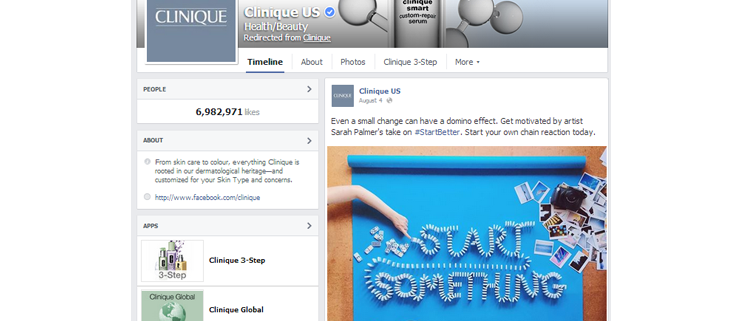 CLINIQUE
clinique
smart
custom-repair
serum
Clinique US
Health/Beauty
Redirected from Clinique
Timeline
About
Photos
Clinique 3-Step
More
PEOPLE
6,982,971 likes
ABOUT
From skin care to colour, everything Clinique is
rooted in our dermatological heritage—and
customized for your Skin Type and concerns.
http://www.facebook.com/clinique
APPS
3-Step
Clinique 3-Step
Clinique Global
Clinique Global
CLINIQUE
Clinique US
August 4
Even a small change can have a domino effect. Get motivated by artist
Sarah Palmer's take on #StartBetter. Start your own chain reaction today.
START
SOMETHING